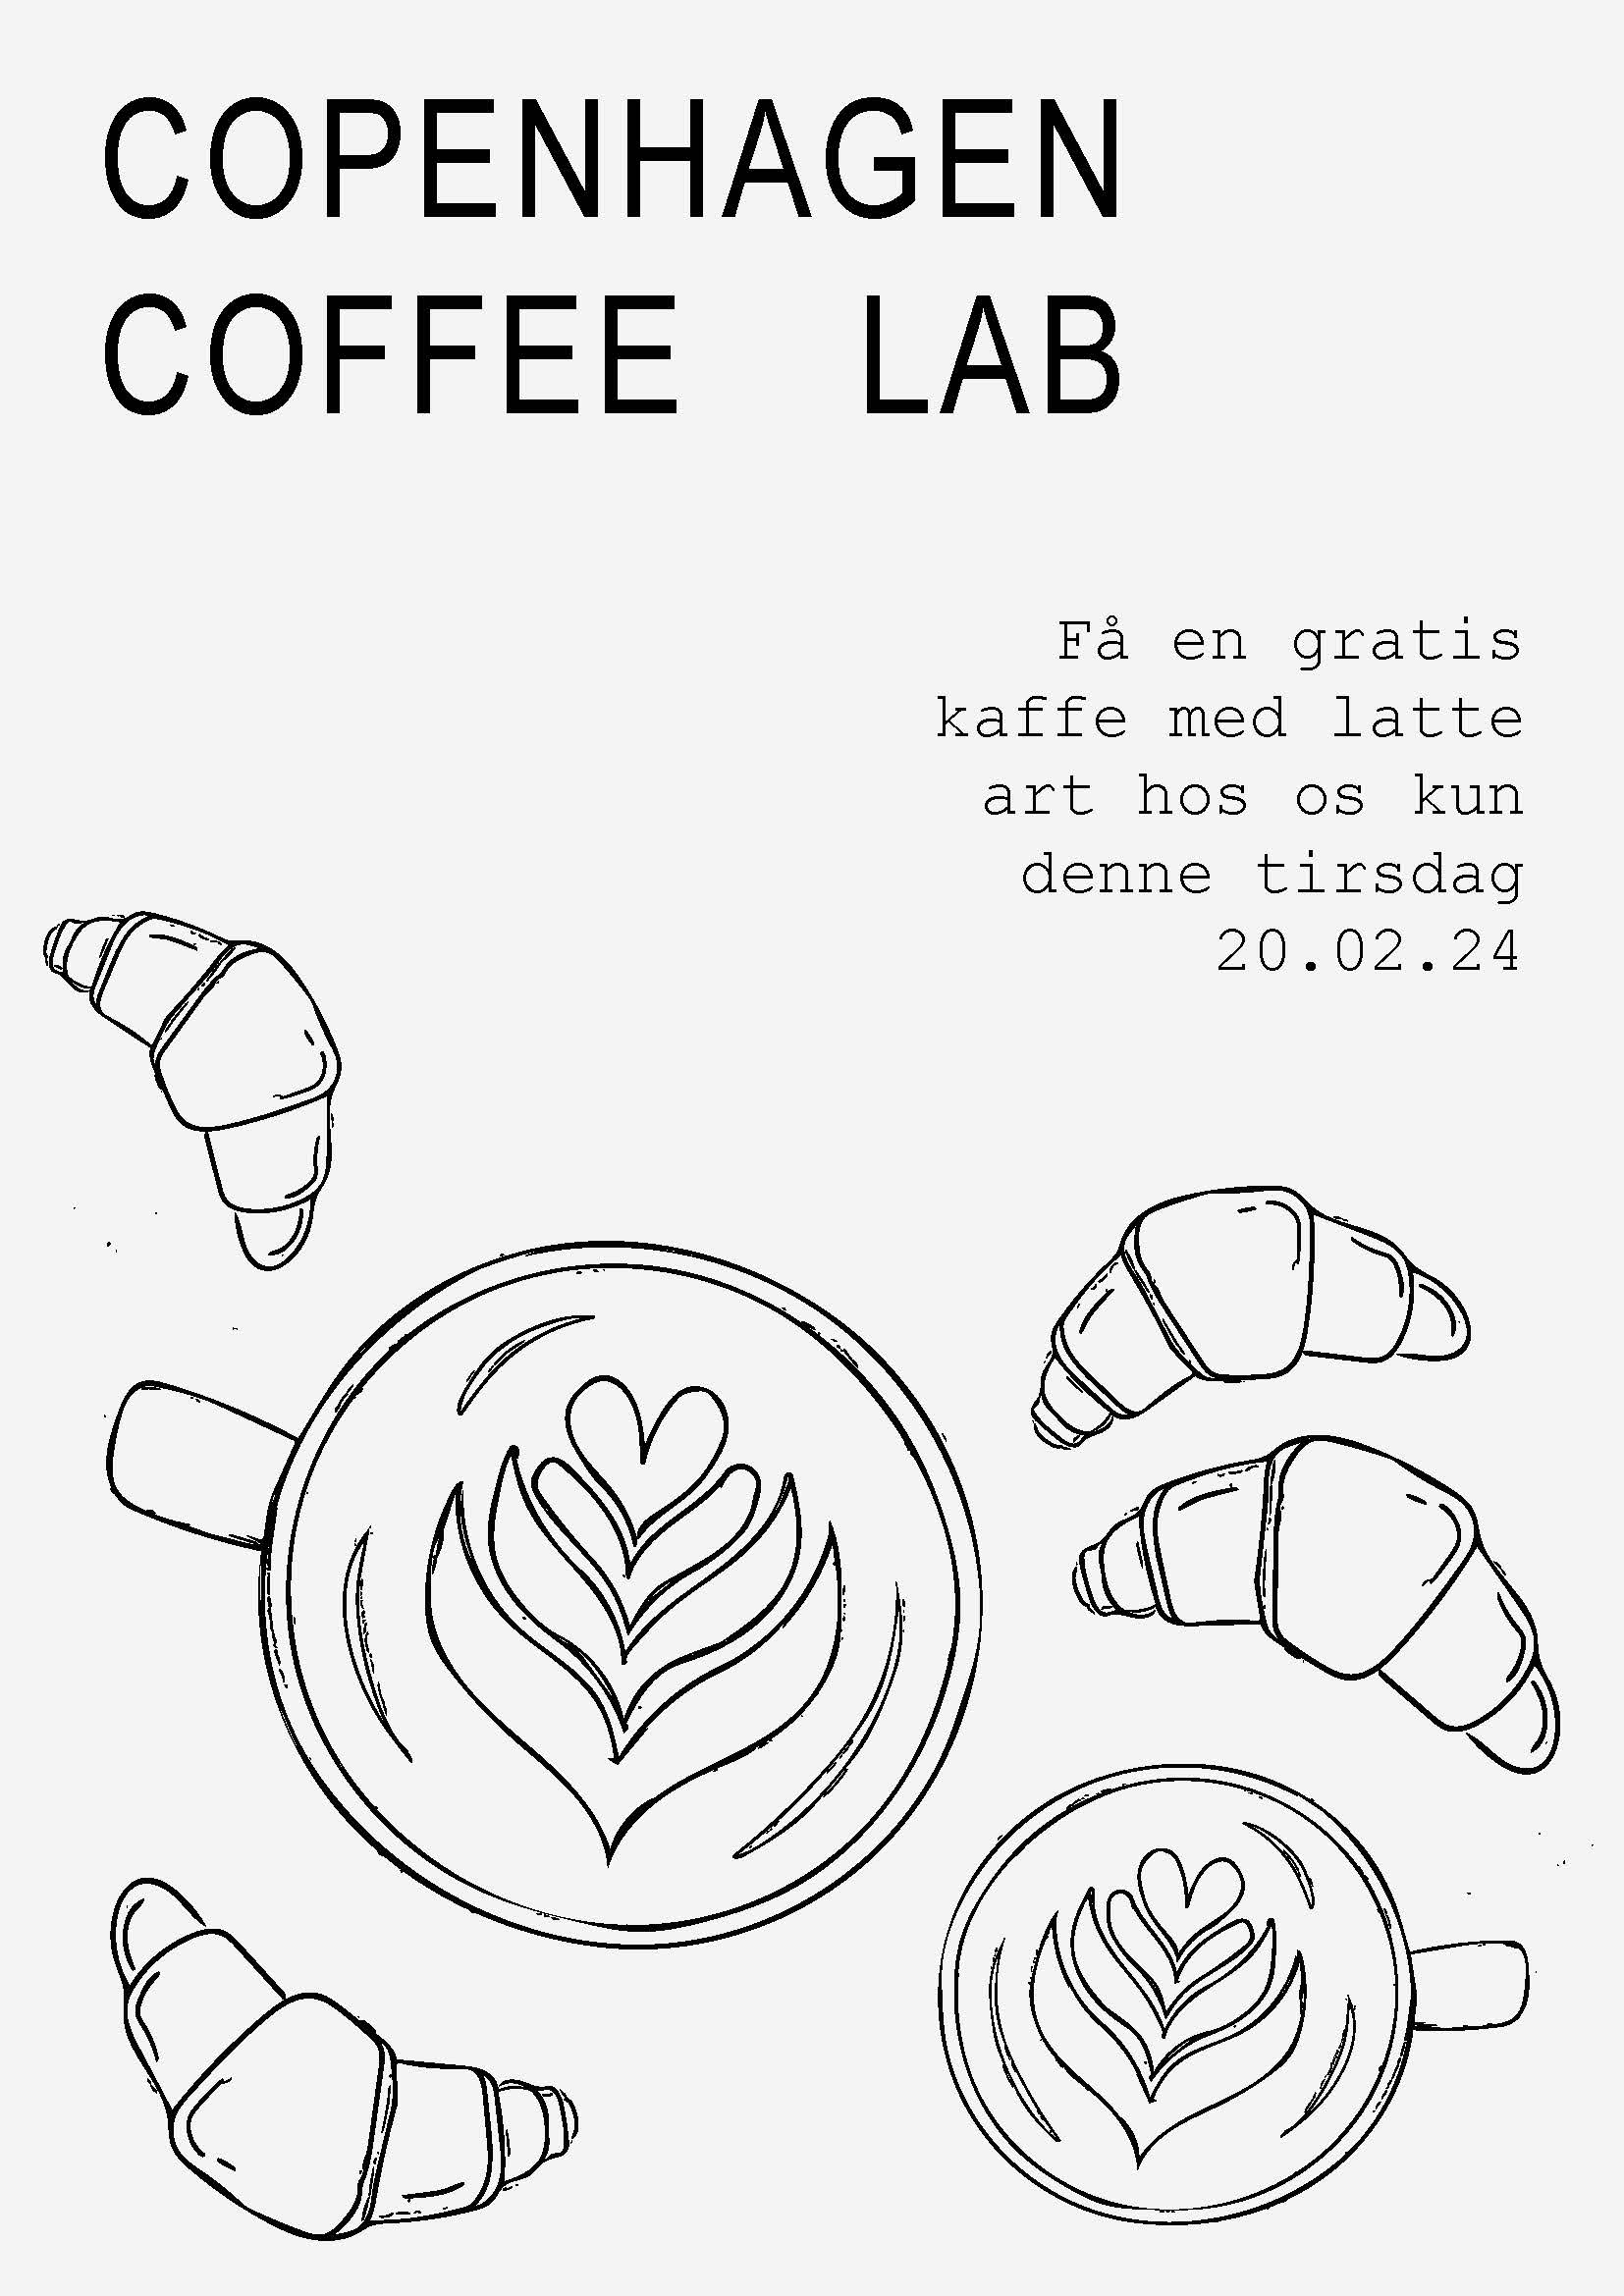 COPENHAGEN
COFFEE LAB
Få en gratis
kaffe med latte
art hos os kun
denne tirsdag
20.02.24